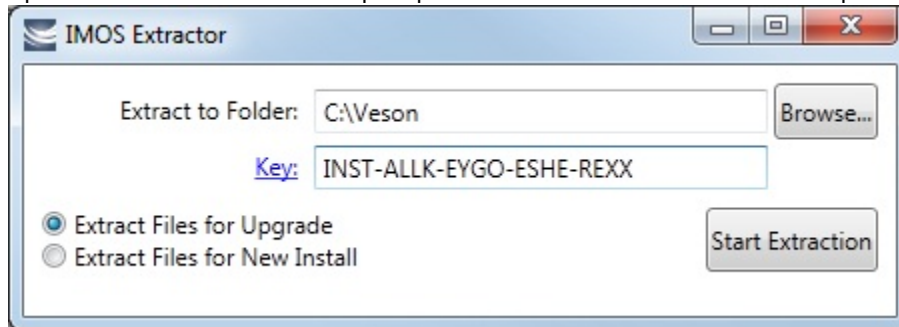 IMOS Extractor
Extract to Folder: C:\Veson Browse...
Key: INST-ALLK-EYGO-ESHE-REXX
Extract Files for Upgrade
Extract Files for New Install
Start Extraction